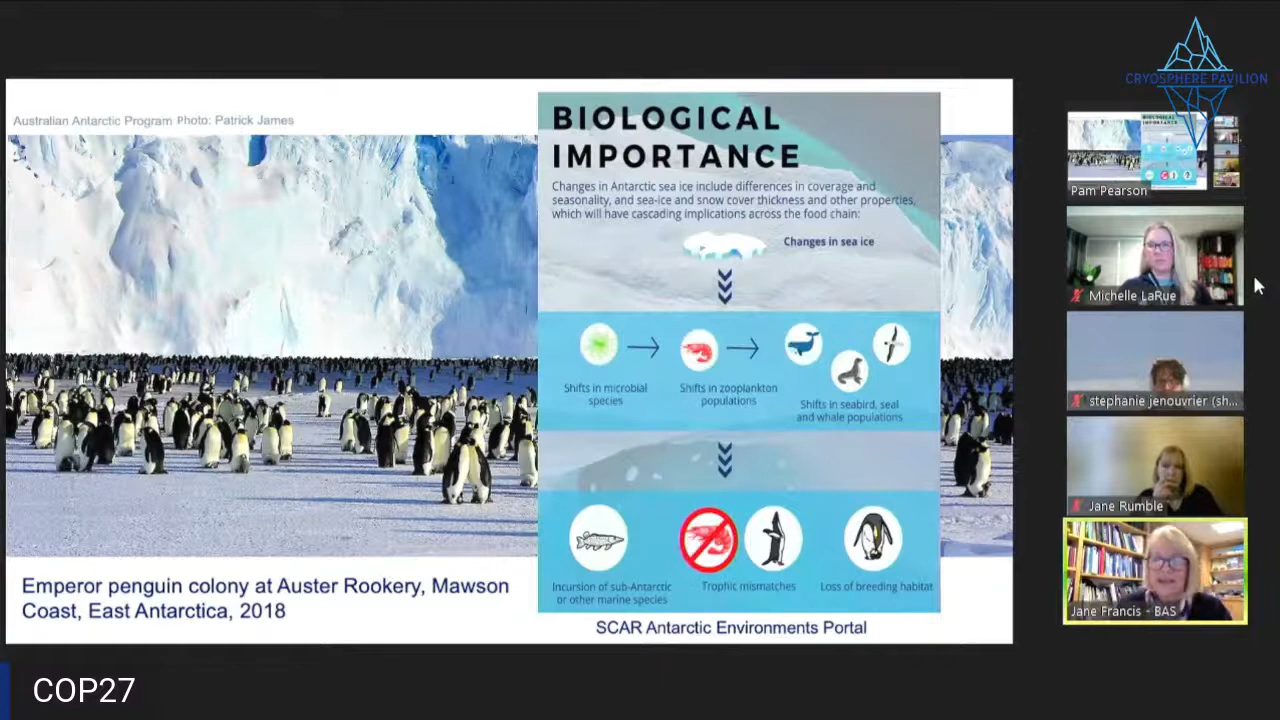 CRYOSPHERE PAVILION
Australian Antarctic Program Photo: Patrick James
BIOLOGICAL
IMPORTANCE
Changes in Antarctic sea ice include differences in coverage and
seasonality, and sea-ice and snow cover thickness and other properties,
which will have cascading implications across the food chain:
Changes in sea ice
Shifts in microbial
species
Shifts in zooplankton
populations
Shifts in seabird, seal
and whale populations
Incursion of sub-Antarctic
or other marine species
Trophic mismatches
Loss of breeding habitat
Emperor penguin colony at Auster Rookery, Mawson
Coast, East Antarctica, 2018
SCAR Antarctic Environments Portal
BIOLOGICAL
IMPORTANCE
Pam Pearson
Michelle LaRue
stephanie jenouvrier (sh...
Jane Rumble
Jane Francis - BAS
COP27